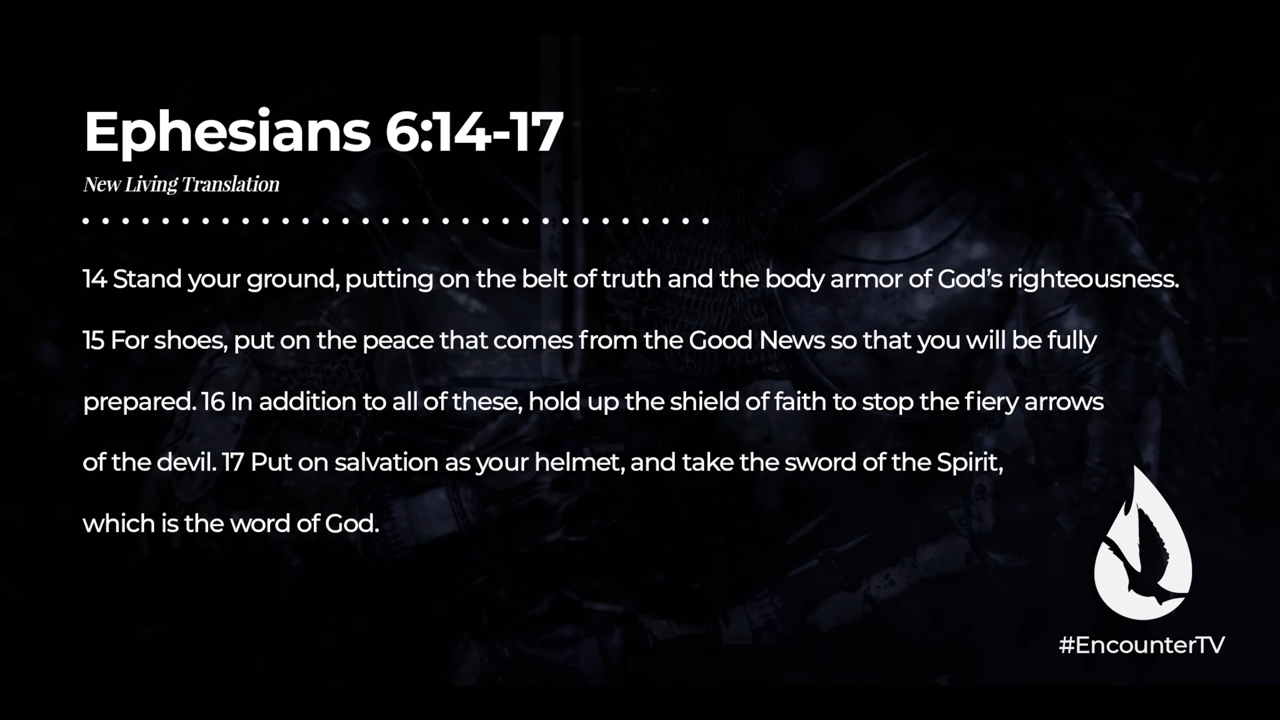 Ephesians 6:14-17
New Living Translation
14 Stand your ground, putting on the belt of truth and the body armor of God’s righteousness.
15 For shoes, put on the peace that comes from the Good News so that you will be fully
prepared. 16 In addition to all of these, hold up the shield of faith to stop the fiery arrows
of the devil. 17 Put on salvation as your helmet, and take the sword of the Spirit,
which is the word of God.
#EncounterTV